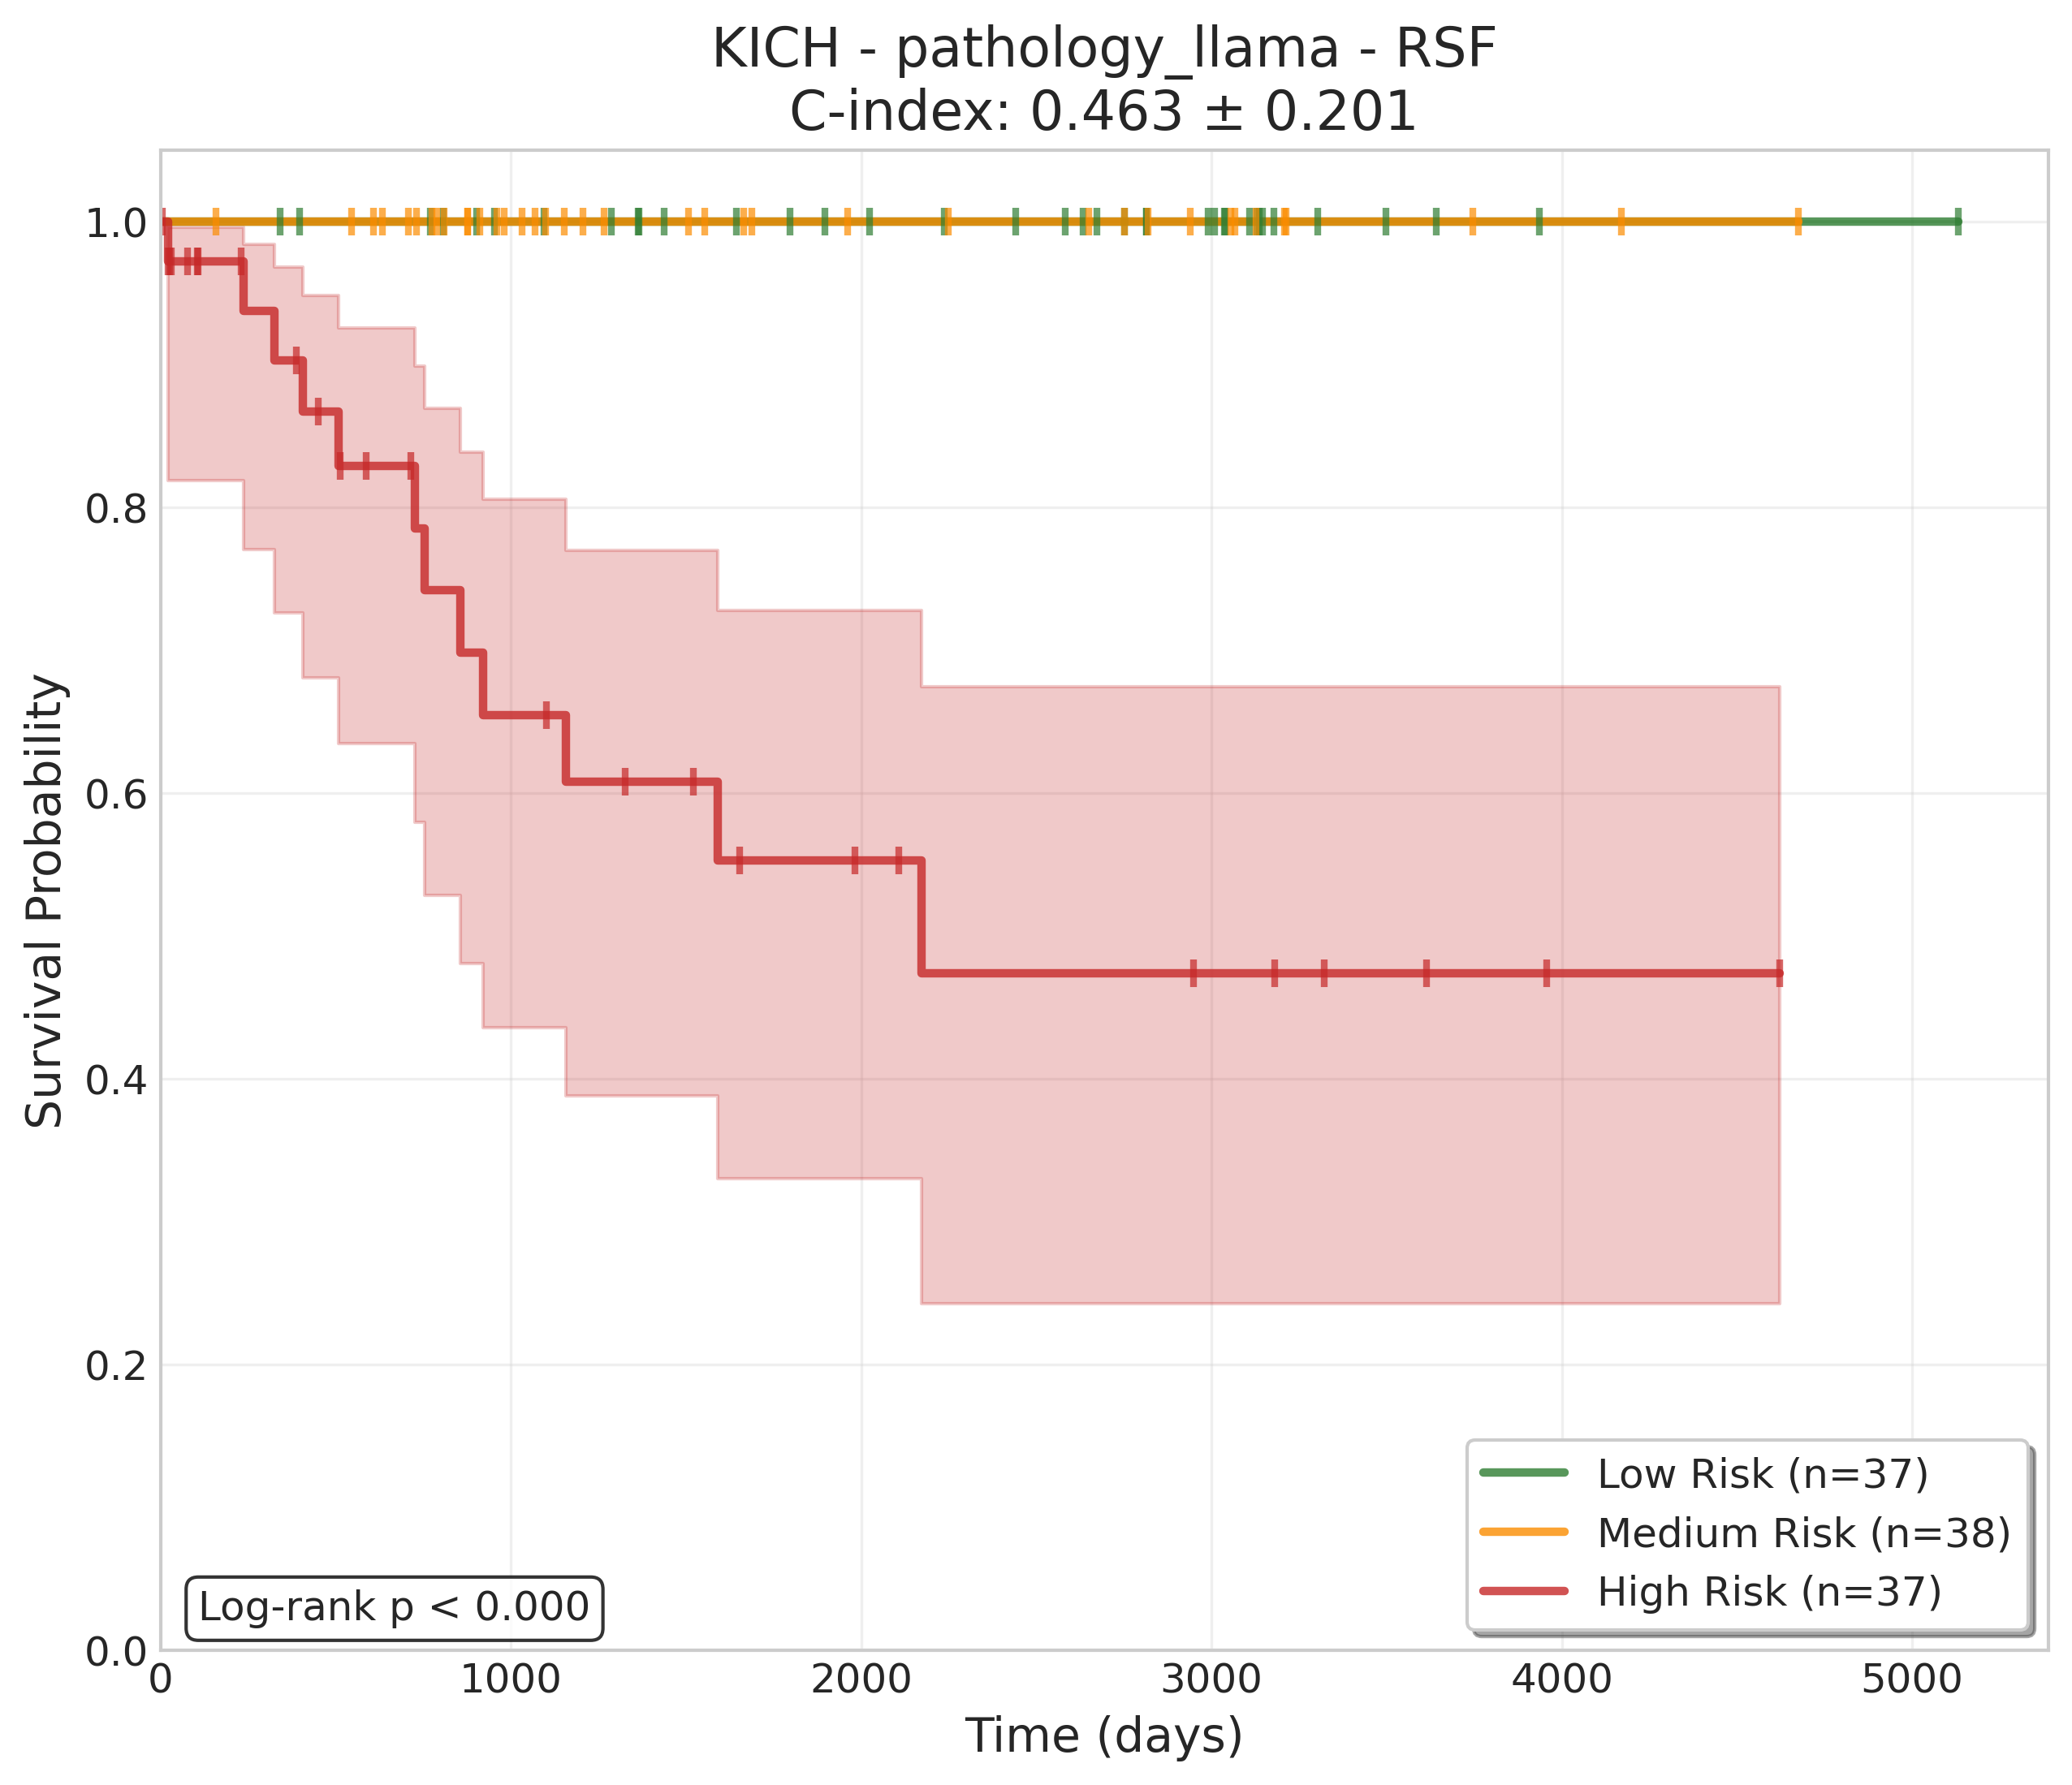 KICH - pathology_llama - RSF
C-index: 0.463 ± 0.201
Survival Probability
1.0
0.8
0.6
0.4
0.2
0.0
0 1000 2000 3000 4000 5000
Time (days)
Log-rank p < 0.000
Low Risk (n=37)
Medium Risk (n=38)
High Risk (n=37)